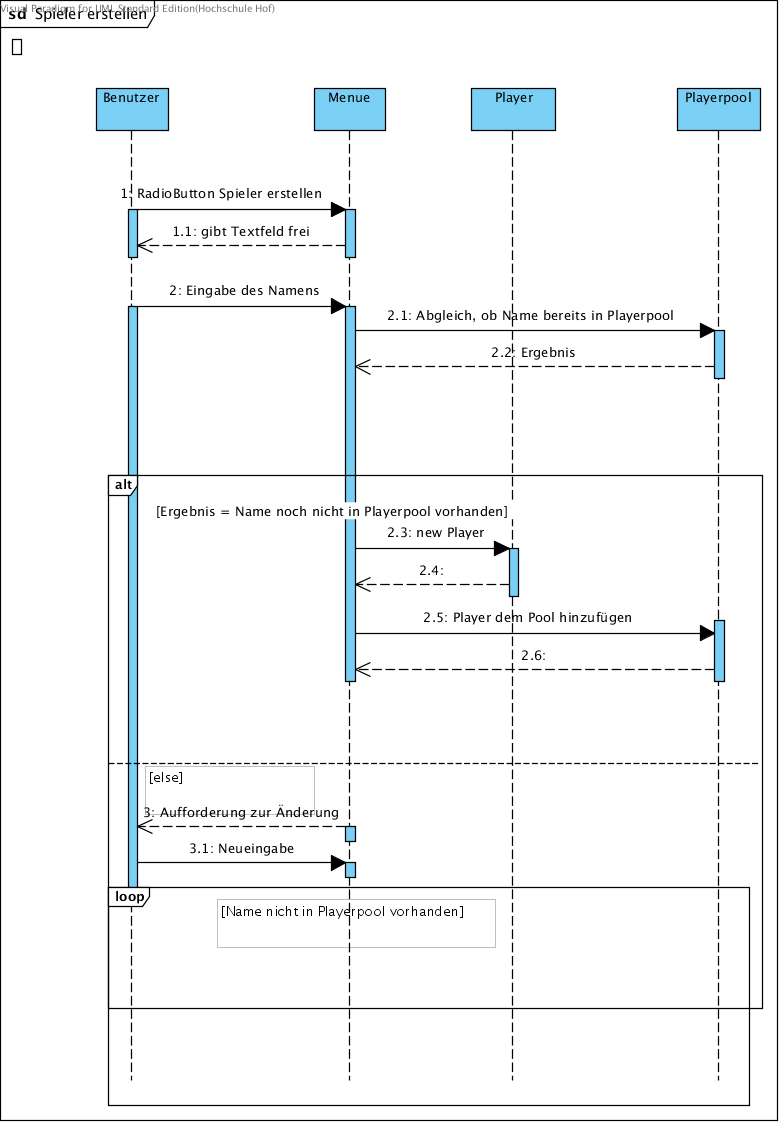 Visual Paradigm for UML Standard Edition(Hochschule Hof)
sd Spieler erstellen
Benutzer
Menue
Player
Playerpool
1: RadioButton Spieler erstellen
1.1: gibt Textfeld frei
2: Eingabe des Namens
2.1: Abgleich, ob Name bereits in Playerpool
2.2: Ergebnis
alt
[Ergebnis = Name noch nicht in Playerpool vorhanden]
2.3: new Player
2.4:
2.5: Player dem Pool hinzufügen
2.6:
[else]
3: Aufforderung zur Änderung
3.1: Neueingabe
loop
[Name nicht in Playerpool vorhanden]